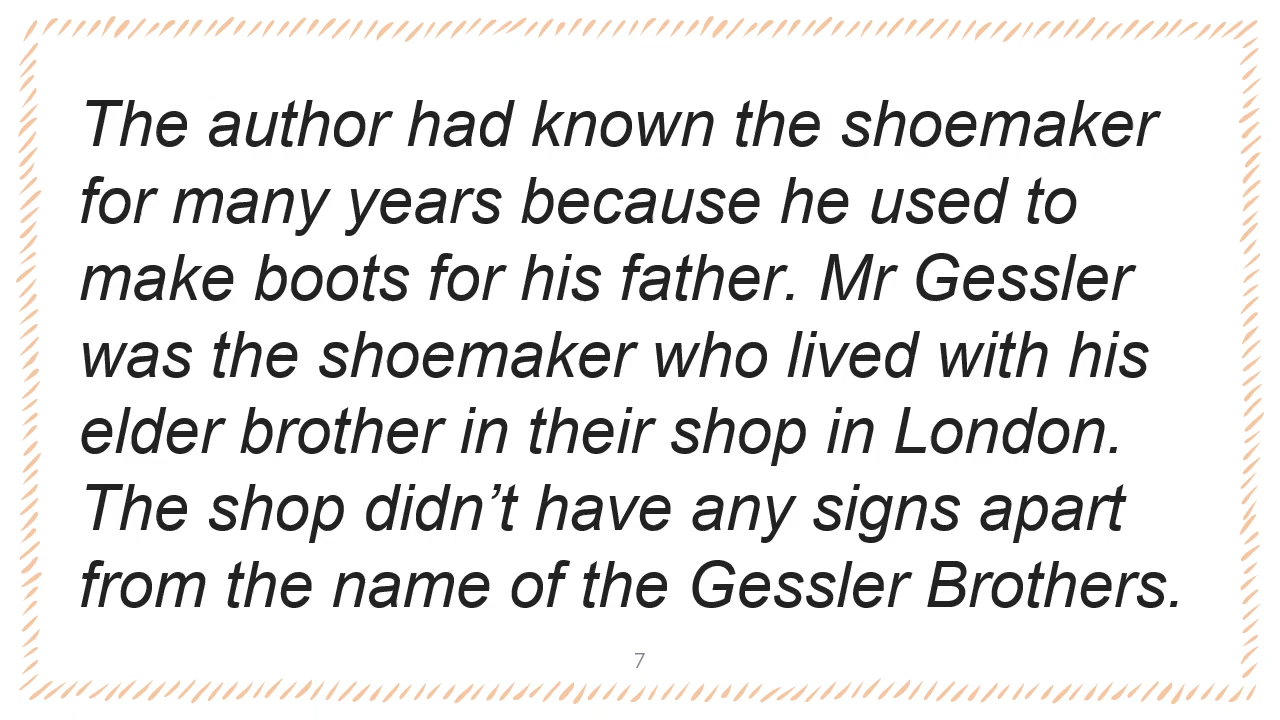 The author had known the shoemaker
for many years because he used to
make boots for his father. Mr Gessler
was the shoemaker who lived with his
elder brother in their shop in London.
The shop didn’t have any signs apart
from the name of the Gessler Brothers.
7